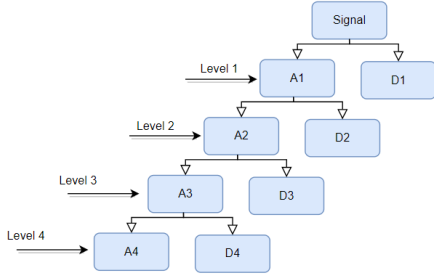 Signal
Level 1
A1
D1
Level 2
A2
D2
Level 3
A3
D3
Level 4
A4
D4